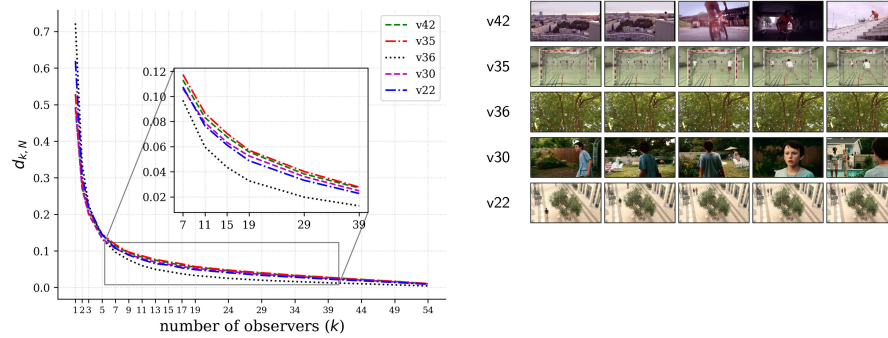 0.7
0.6
0.5
0.4
0.3
0.2
0.1
0.0
d_{k, N}
1 2 3 5 7 9 11 13 15 17 19 24 29 34 39 44 49 54
number of observers (k)
v42
v35
v36
v30
v22
0.12
0.10
0.08
0.06
0.04
0.02
7 11 15 19 29 39
v42
v35
v36
v30
v22